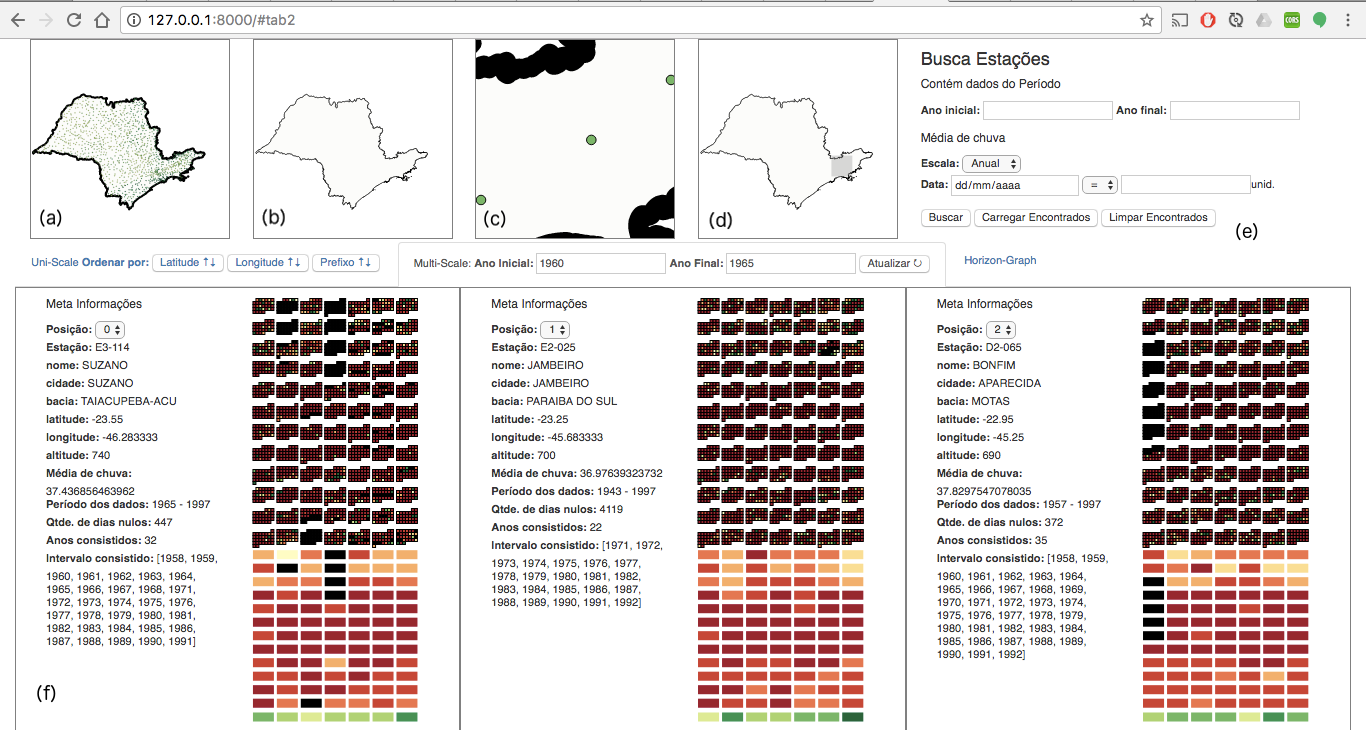 127.0.0.1:8000/#tab2
CORS
(a)
(b)
(c)
(d)
Busca Estações
Contém dados do Período
Ano inicial: Ano final:
Média de chuva
Escala: Anual
Data: dd/mm/aaaa = unid.
Buscar Carregar Encontrados Limpar Encontrados
(e)
Uni-Scale Ordenar por: Latitude ↑↓ Longitude ↑↓ Prefixo ↑↓
Multi-Scale: Ano Inicial: 1960 Ano Final: 1965 Atualizar ↻
Horizon-Graph
Meta Informações
Posição: 0
Estação: E3-114
nome: SUZANO
cidade: SUZANO
bacia: TAIACUPEBA-ACU
latitude: -23.55
longitude: -46.283333
altitude: 740
Média de chuva:
37.436856463962
Período dos dados: 1965 - 1997
Qtde. de dias nulos: 447
Anos consistidos: 32
Intervalo consistido: [1958, 1959,
1960, 1961, 1962, 1963, 1964,
1965, 1966, 1967, 1968, 1971,
1972, 1973, 1974, 1975, 1976,
1977, 1978, 1979, 1980, 1981,
1982, 1983, 1984, 1985, 1986,
1987, 1988, 1989, 1990, 1991]
(f)
Meta Informações
Posição: 1
Estação: E2-025
nome: JAMBEIRO
cidade: JAMBEIRO
bacia: PARAIBA DO SUL
latitude: -23.25
longitude: -45.683333
altitude: 700
Média de chuva: 36.97639323732
Período dos dados: 1943 - 1997
Qtde. de dias nulos: 4119
Anos consistidos: 22
Intervalo consistido: [1971, 1972,
1973, 1974, 1975, 1976, 1977,
1978, 1979, 1980, 1981, 1982,
1983, 1984, 1985, 1986, 1987,
1988, 1989, 1990, 1991, 1992]
Meta Informações
Posição: 2
Estação: D2-065
nome: BONFIM
cidade: APARECIDA
bacia: MOTAS
latitude: -22.95
longitude: -45.25
altitude: 690
Média de chuva:
37.8297547078035
Período dos dados: 1957 - 1997
Qtde. de dias nulos: 372
Anos consistidos: 35
Intervalo consistido: [1958, 1959,
1960, 1961, 1962, 1963, 1964,
1965, 1966, 1967, 1968, 1969,
1970, 1971, 1972, 1973, 1974,
1975, 1976, 1977, 1978, 1979,
1980, 1981, 1982, 1983, 1984,
1985, 1986, 1987, 1988, 1989,
1990, 1991, 1992]